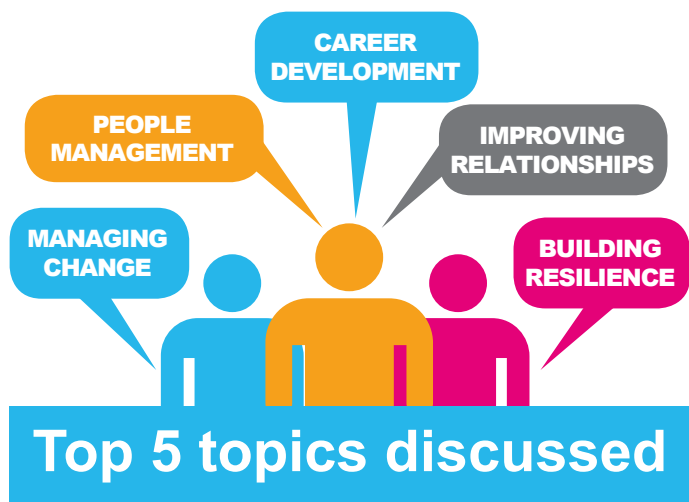 CAREER
DEVELOPMENT
PEOPLE
MANAGEMENT
IMPROVING
RELATIONSHIPS
MANAGING
CHANGE
BUILDING
RESILIENCE
Top 5 topics discussed